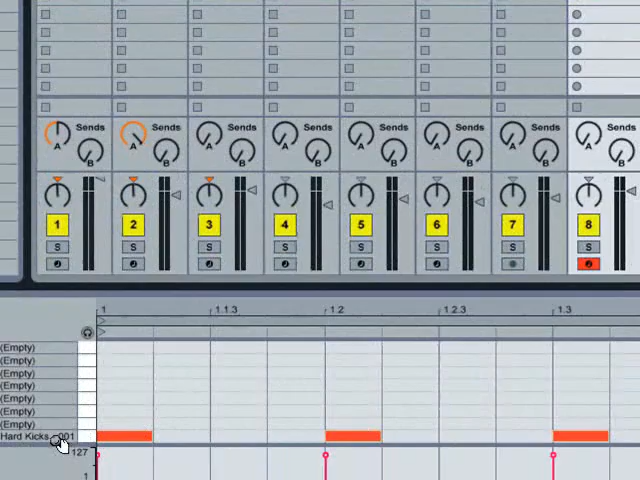 Sends Sends Sends Sends Sends Sends Sends Sends
A A A A A A A A
B B B B B B B B
1 2 3 4 5 6 7 8
S S S S S S S S
1 1.1.3 1.2 1.2.3 1.3
(Empty)
(Empty)
(Empty)
(Empty)
(Empty)
(Empty)
(Empty)
Hard Kicks 001
127
1